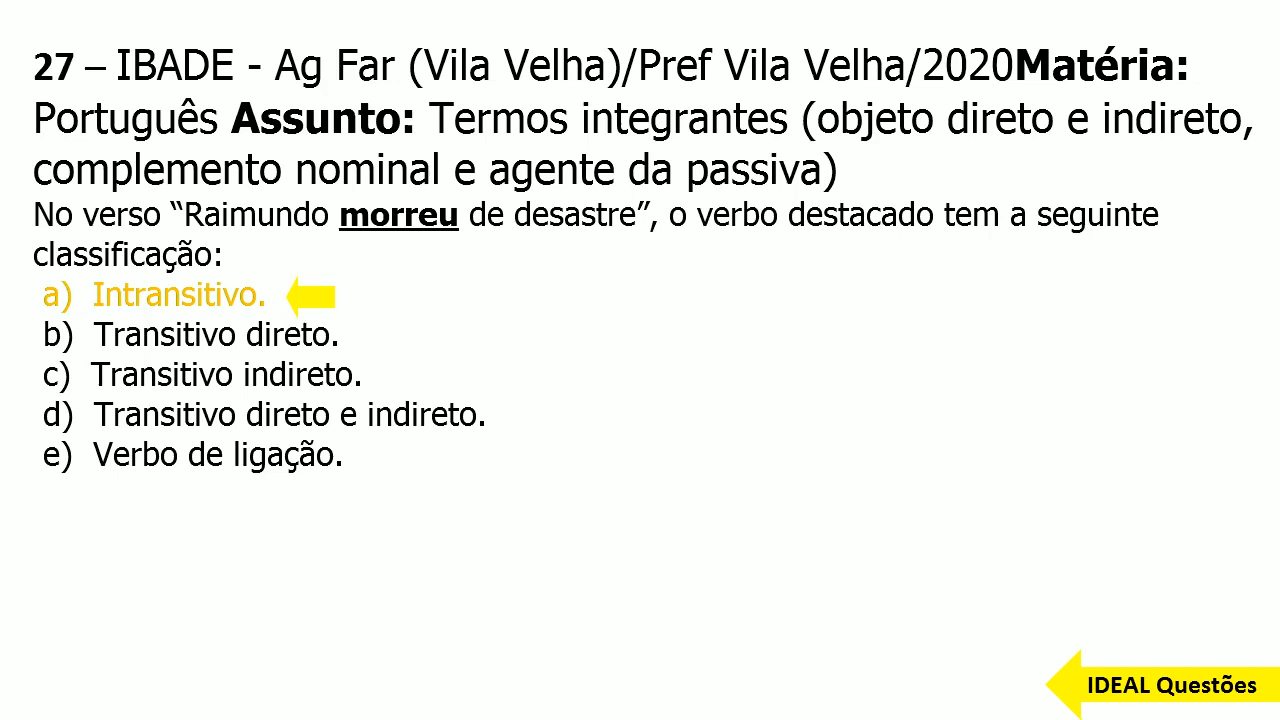 27 – IBADE - Ag Far (Vila Velha)/Pref Vila Velha/2020Matéria:
Português Assunto: Termos integrantes (objeto direto e indireto,
complemento nominal e agente da passiva)
No verso “Raimundo morreu de desastre”, o verbo destacado tem a seguinte
classificação:
a) Intransitivo.
b) Transitivo direto.
c) Transitivo indireto.
d) Transitivo direto e indireto.
e) Verbo de ligação.
IDEAL Questões